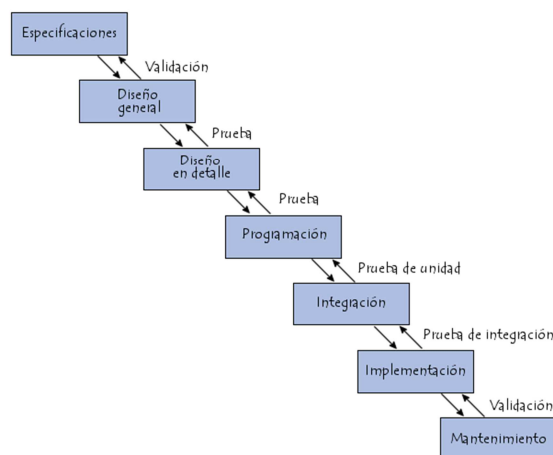 Especificaciones
Validación
Diseño
general
Prueba
Diseño
en detalle
Prueba
Programación
Prueba de unidad
Integración
Prueba de integración
Implementación
Validación
Mantenimiento